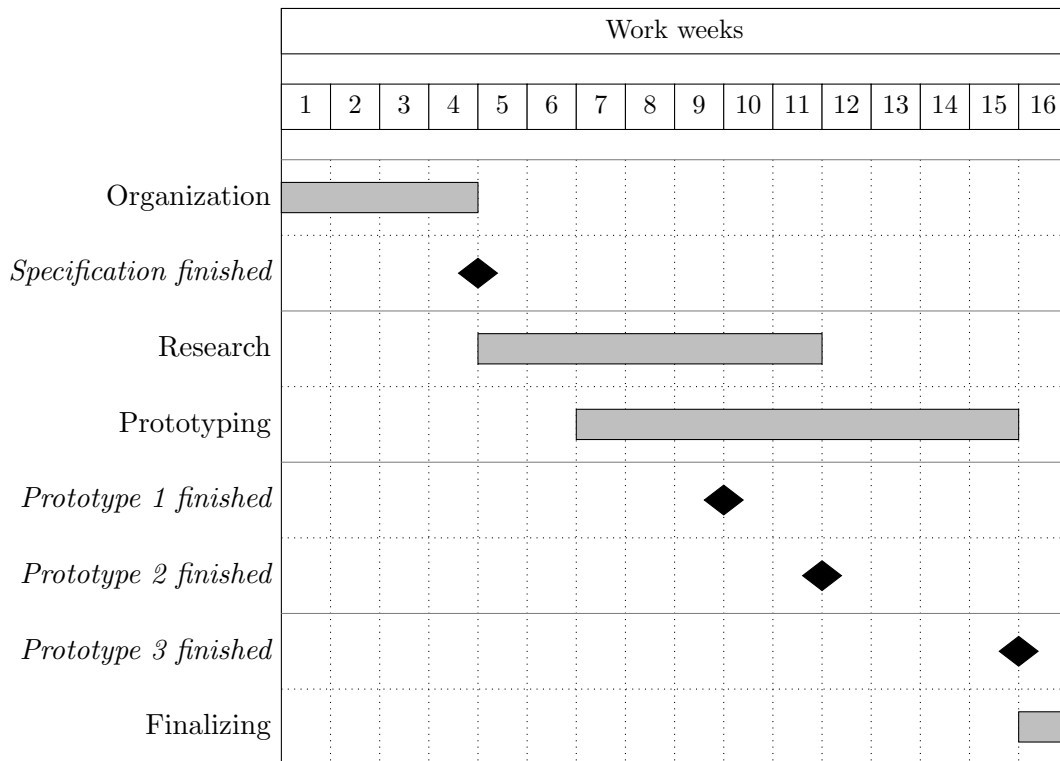 Work weeks
1 2 3 4 5 6 7 8 9 10 11 12 13 14 15 16
Organization
Specification finished
Research
Prototyping
Prototype 1 finished
Prototype 2 finished
Prototype 3 finished
Finalizing